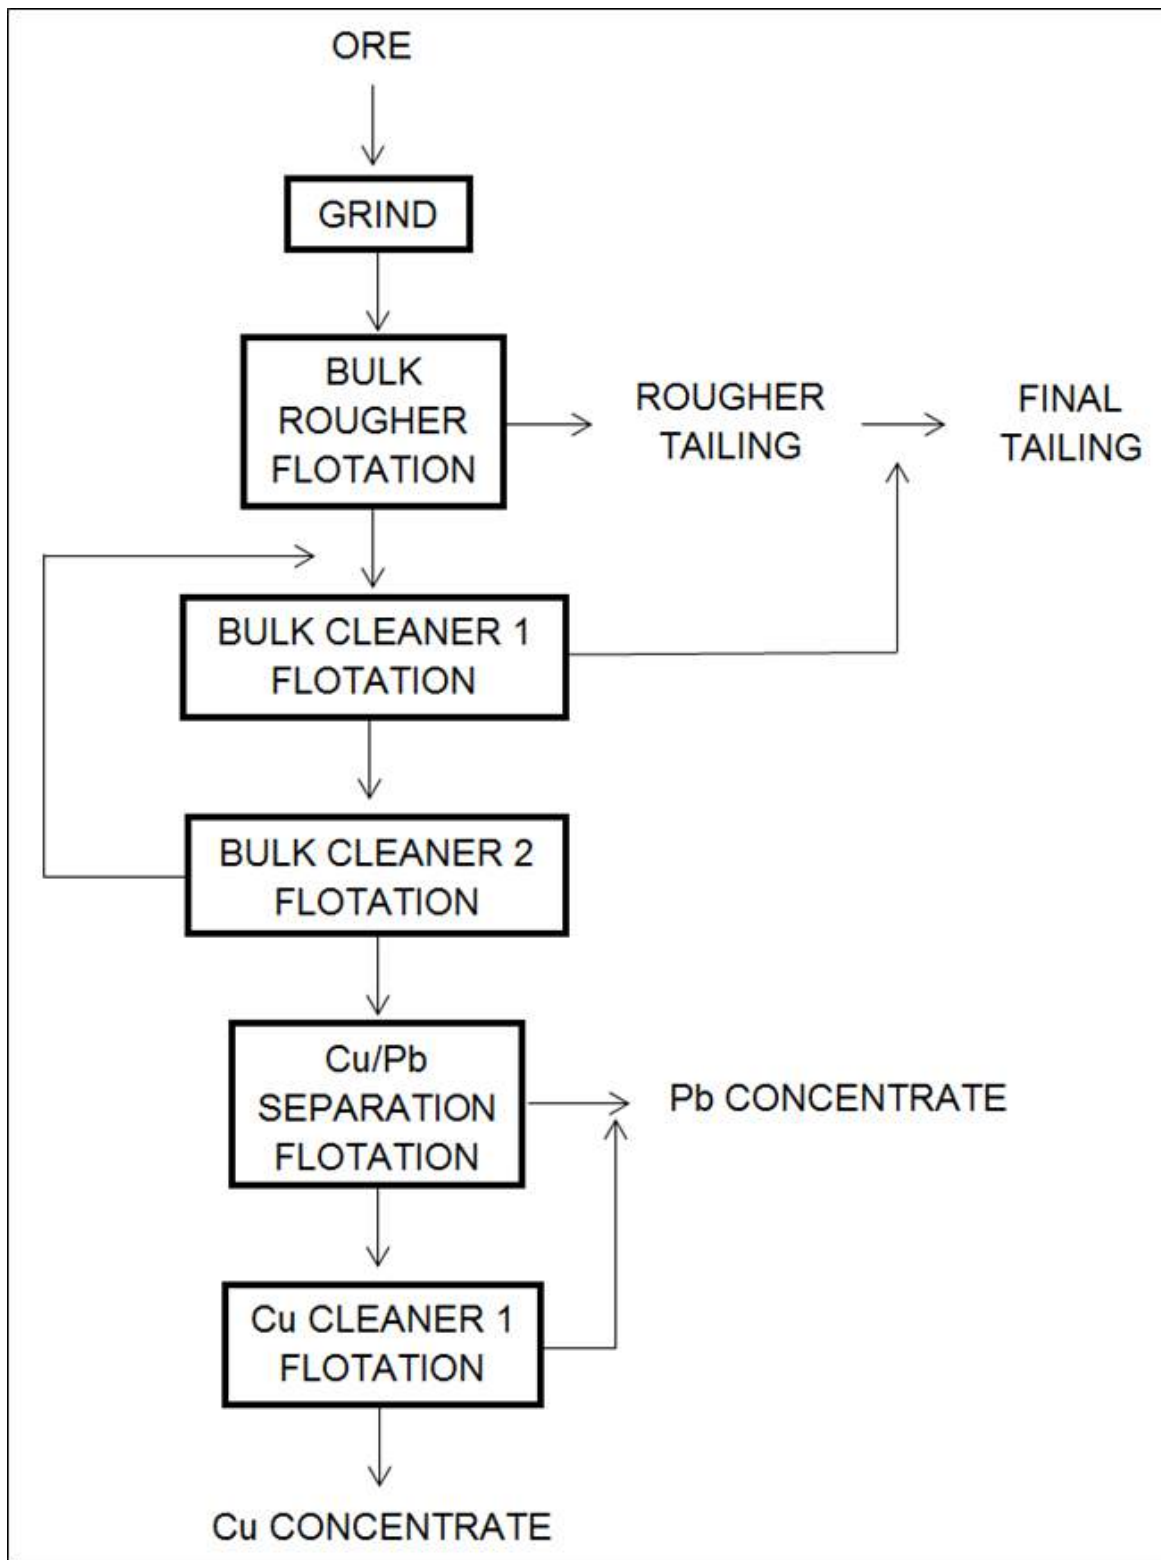 ORE
GRIND
BULK
ROUGHER
FLOTATION
ROUGHER
TAILING
FINAL
TAILING
BULK CLEANER 1
FLOTATION
BULK CLEANER 2
FLOTATION
Cu/Pb
SEPARATION
FLOTATION
Pb CONCENTRATE
Cu CLEANER 1
FLOTATION
Cu CONCENTRATE